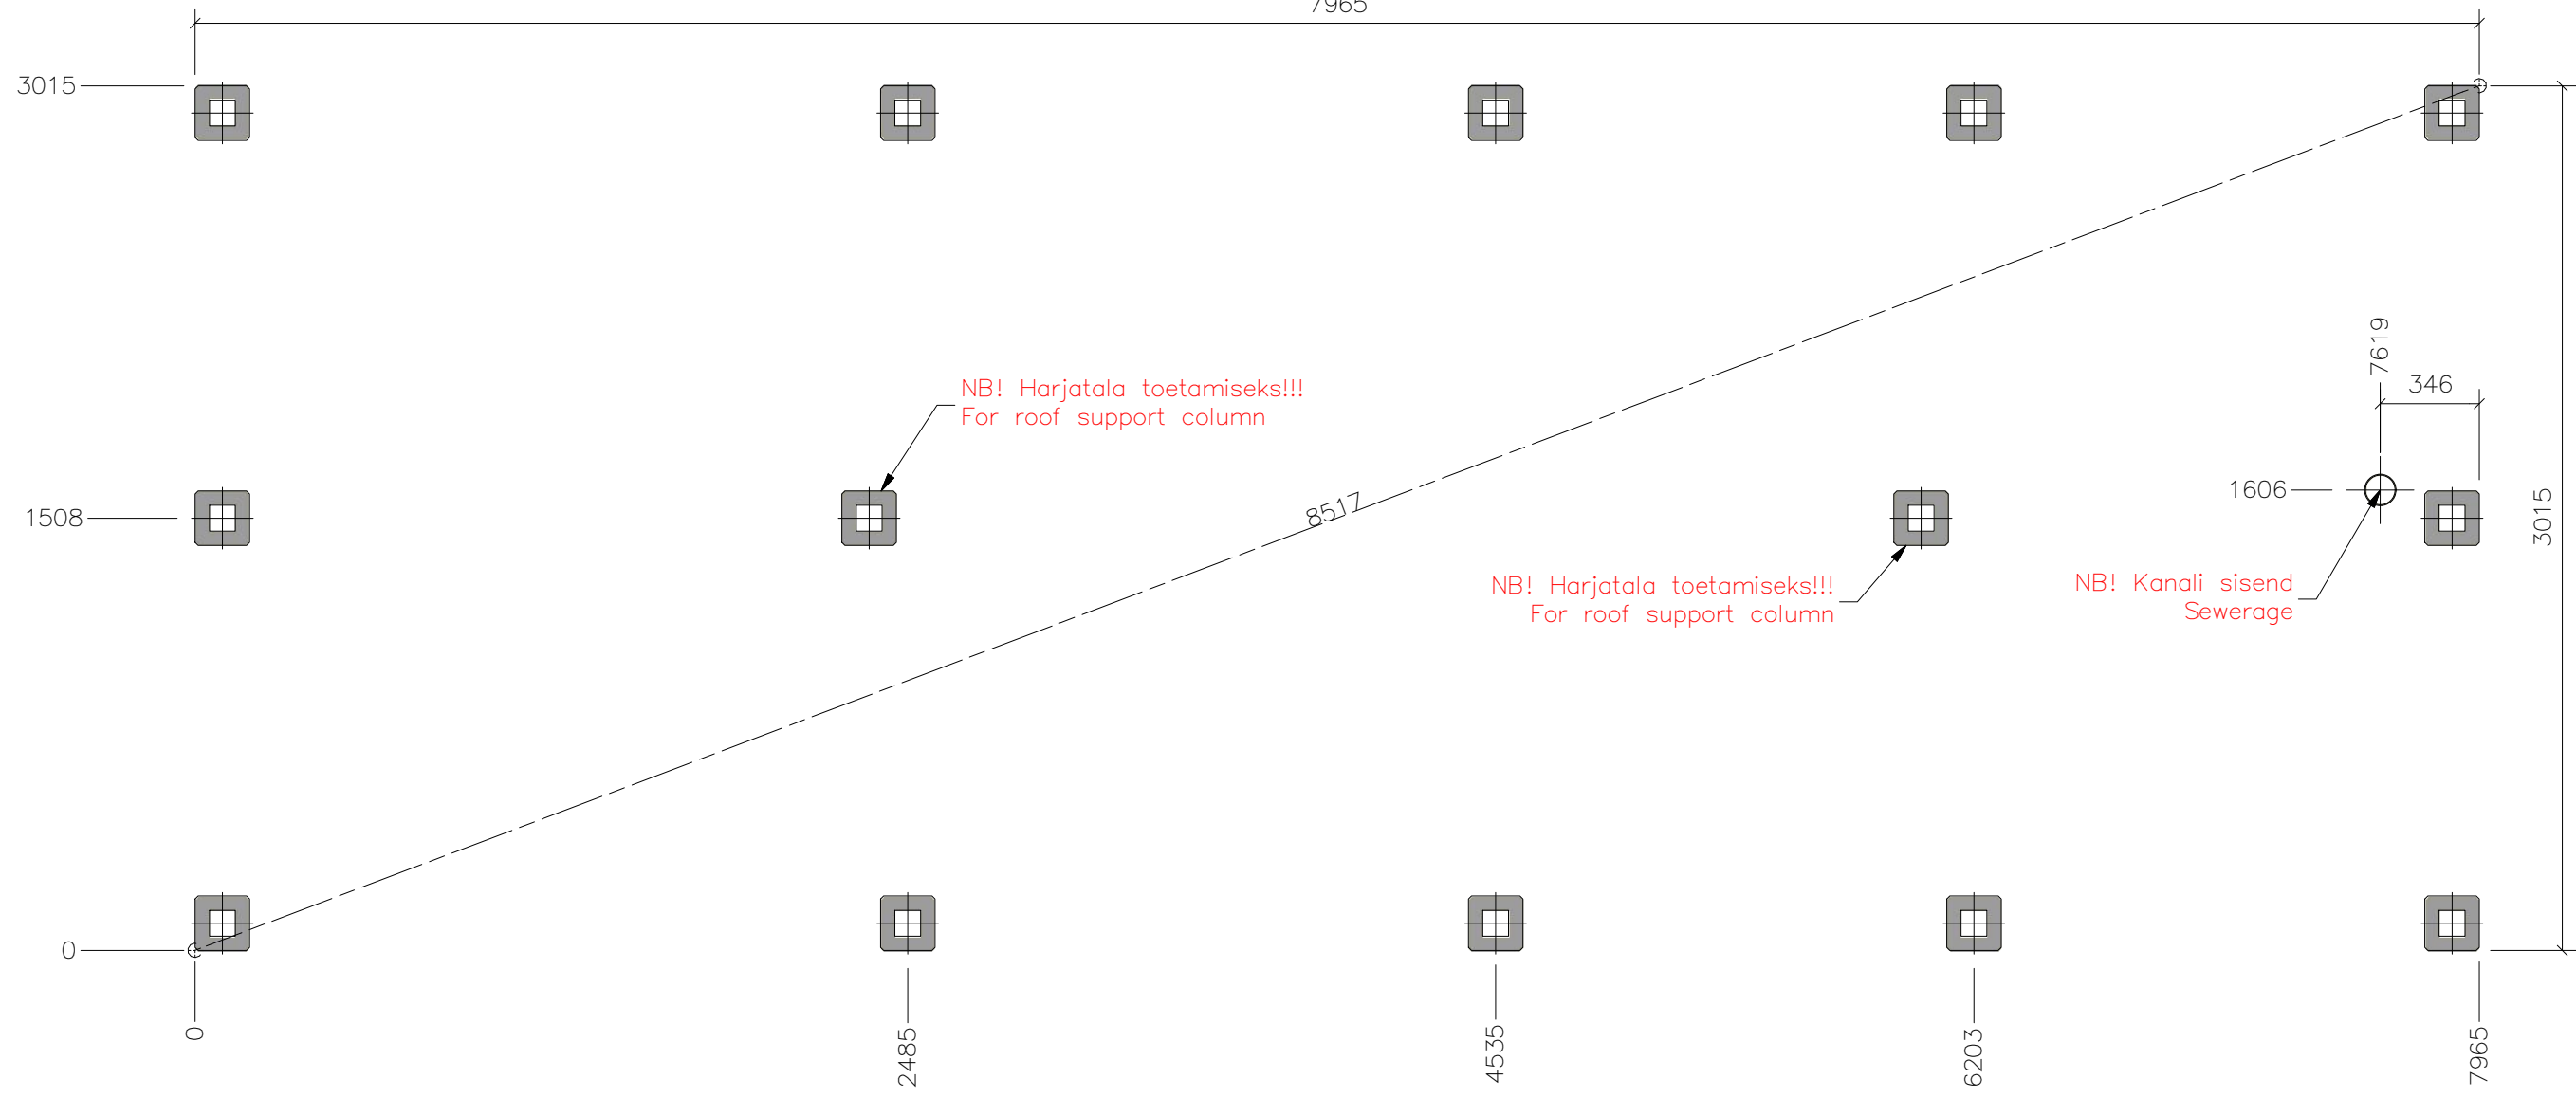 7965
3015
7619
346
NB! Harjatala toetamiseks!!!
For roof support column
1606
1508
8517
3015
NB! Harjatala toetamiseks!!!
For roof support column
NB! Kanali sisend
Sewerage
0
0
2485
4535
6203
7965